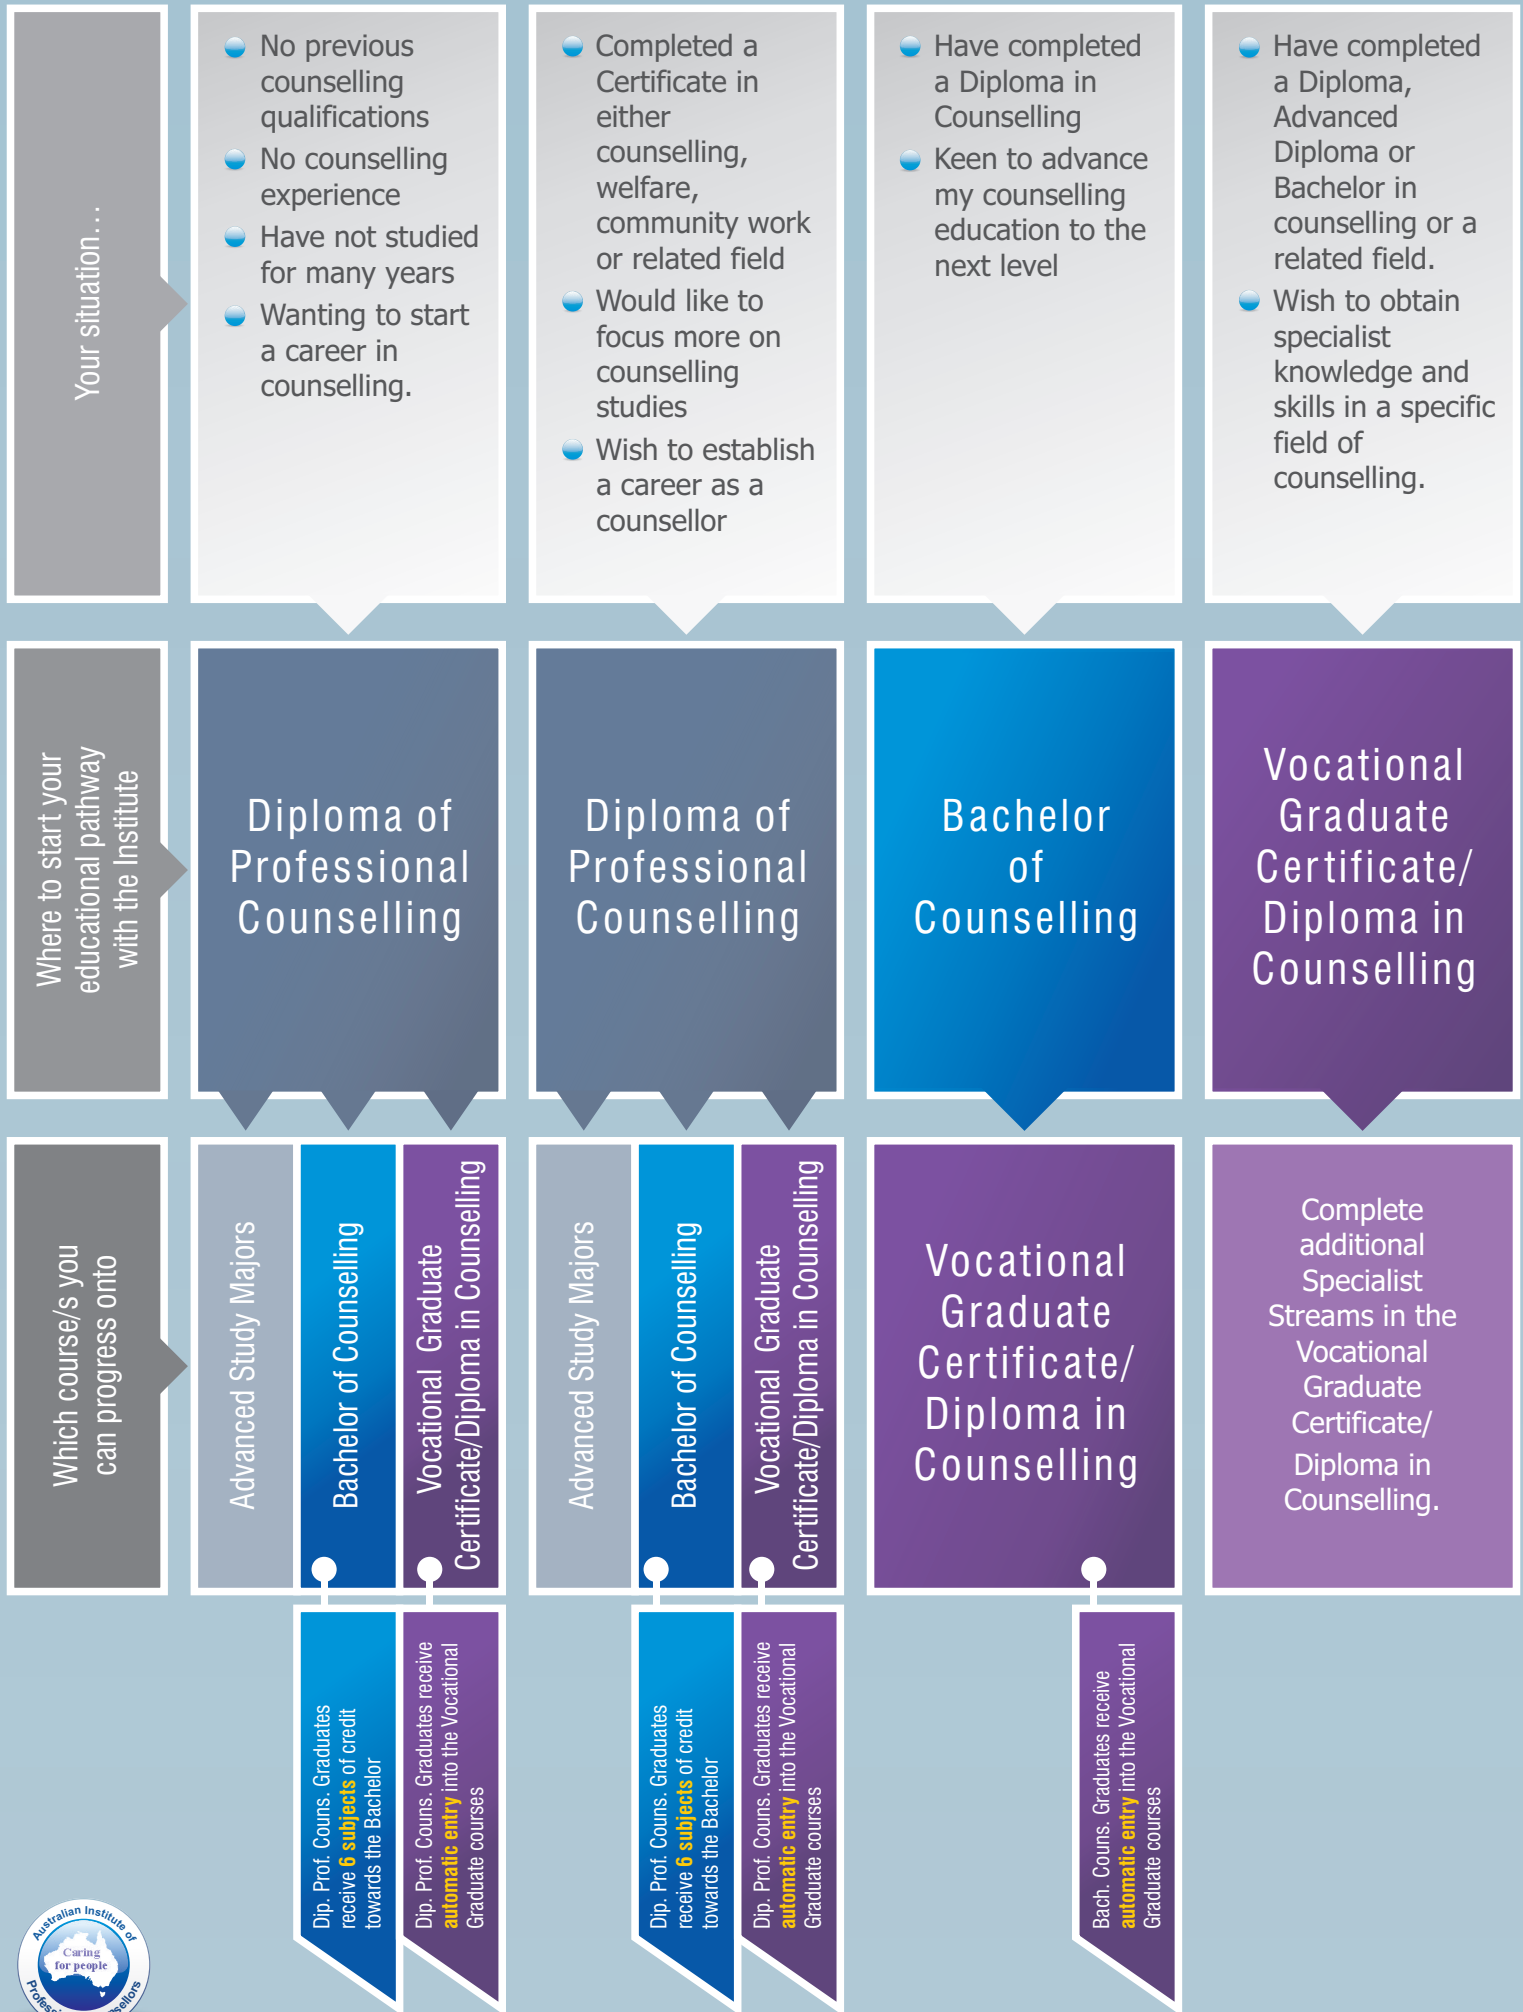 Your situation...
No previous
counselling
qualifications
No counselling
experience
Have not studied
for many years
Wanting to start
a career in
counselling.
Completed a
Certificate in
either
counselling,
welfare,
community work
or related field
Would like to
focus more on
counselling
studies
Wish to establish
a career as a
counsellor
Have completed
a Diploma in
Counselling
Keen to advance
my counselling
education to the
next level
Have completed
a Diploma,
Advanced
Diploma or
Bachelor in
counselling or a
related field.
Wish to obtain
specialist
knowledge and
skills in a specific
field of
counselling.
Where to start your
educational pathway
with the Institute
Diploma of
Professional
Counselling
Diploma of
Professional
Counselling
Bachelor
of
Counselling
Vocational
Graduate
Certificate/
Diploma in
Counselling
Which course/s you
can progress onto
Advanced Study Majors
Bachelor of Counselling
Vocational Graduate
Certificate/Diploma in Counselling
Advanced Study Majors
Bachelor of Counselling
Vocational Graduate
Certificate/Diploma in Counselling
Vocational
Graduate
Certificate/
Diploma in
Counselling
Complete
additional
Specialist
Streams in the
Vocational
Graduate
Certificate/
Diploma in
Counselling.
Dip. Prof. Couns. Graduates
receive 6 subjects of credit
towards the Bachelor
Dip. Prof. Couns. Graduates receive
automatic entry into the Vocational
Graduate courses
Dip. Prof. Couns. Graduates
receive 6 subjects of credit
towards the Bachelor
Dip. Prof. Couns. Graduates receive
automatic entry into the Vocational
Graduate courses
Bach. Couns. Graduates receive
automatic entry into the Vocational
Graduate courses
Australian Institute of
Caring
for people